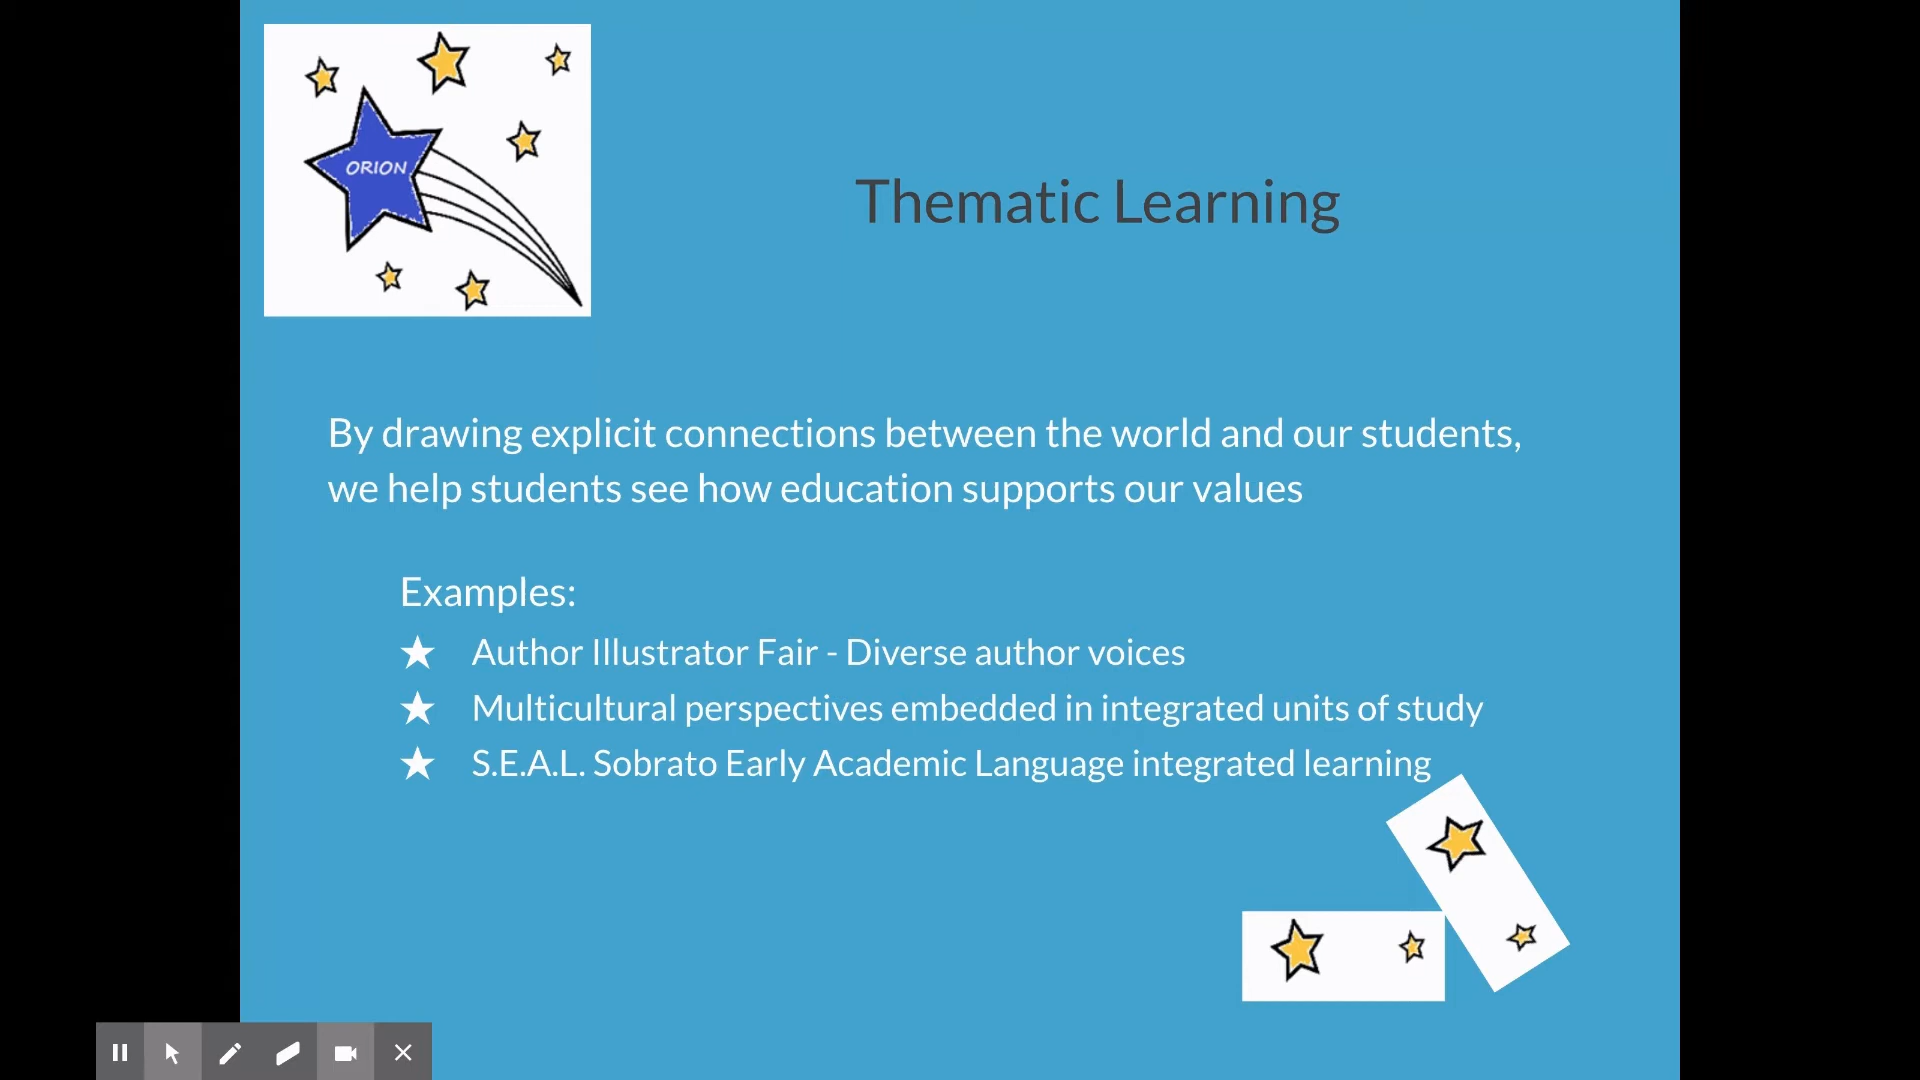 ORION
Thematic Learning
By drawing explicit connections between the world and our students,
we help students see how education supports our values
Examples:
★ Author Illustrator Fair - Diverse author voices
★ Multicultural perspectives embedded in integrated units of study
★ S.E.A.L. Sobrato Early Academic Language integrated learning